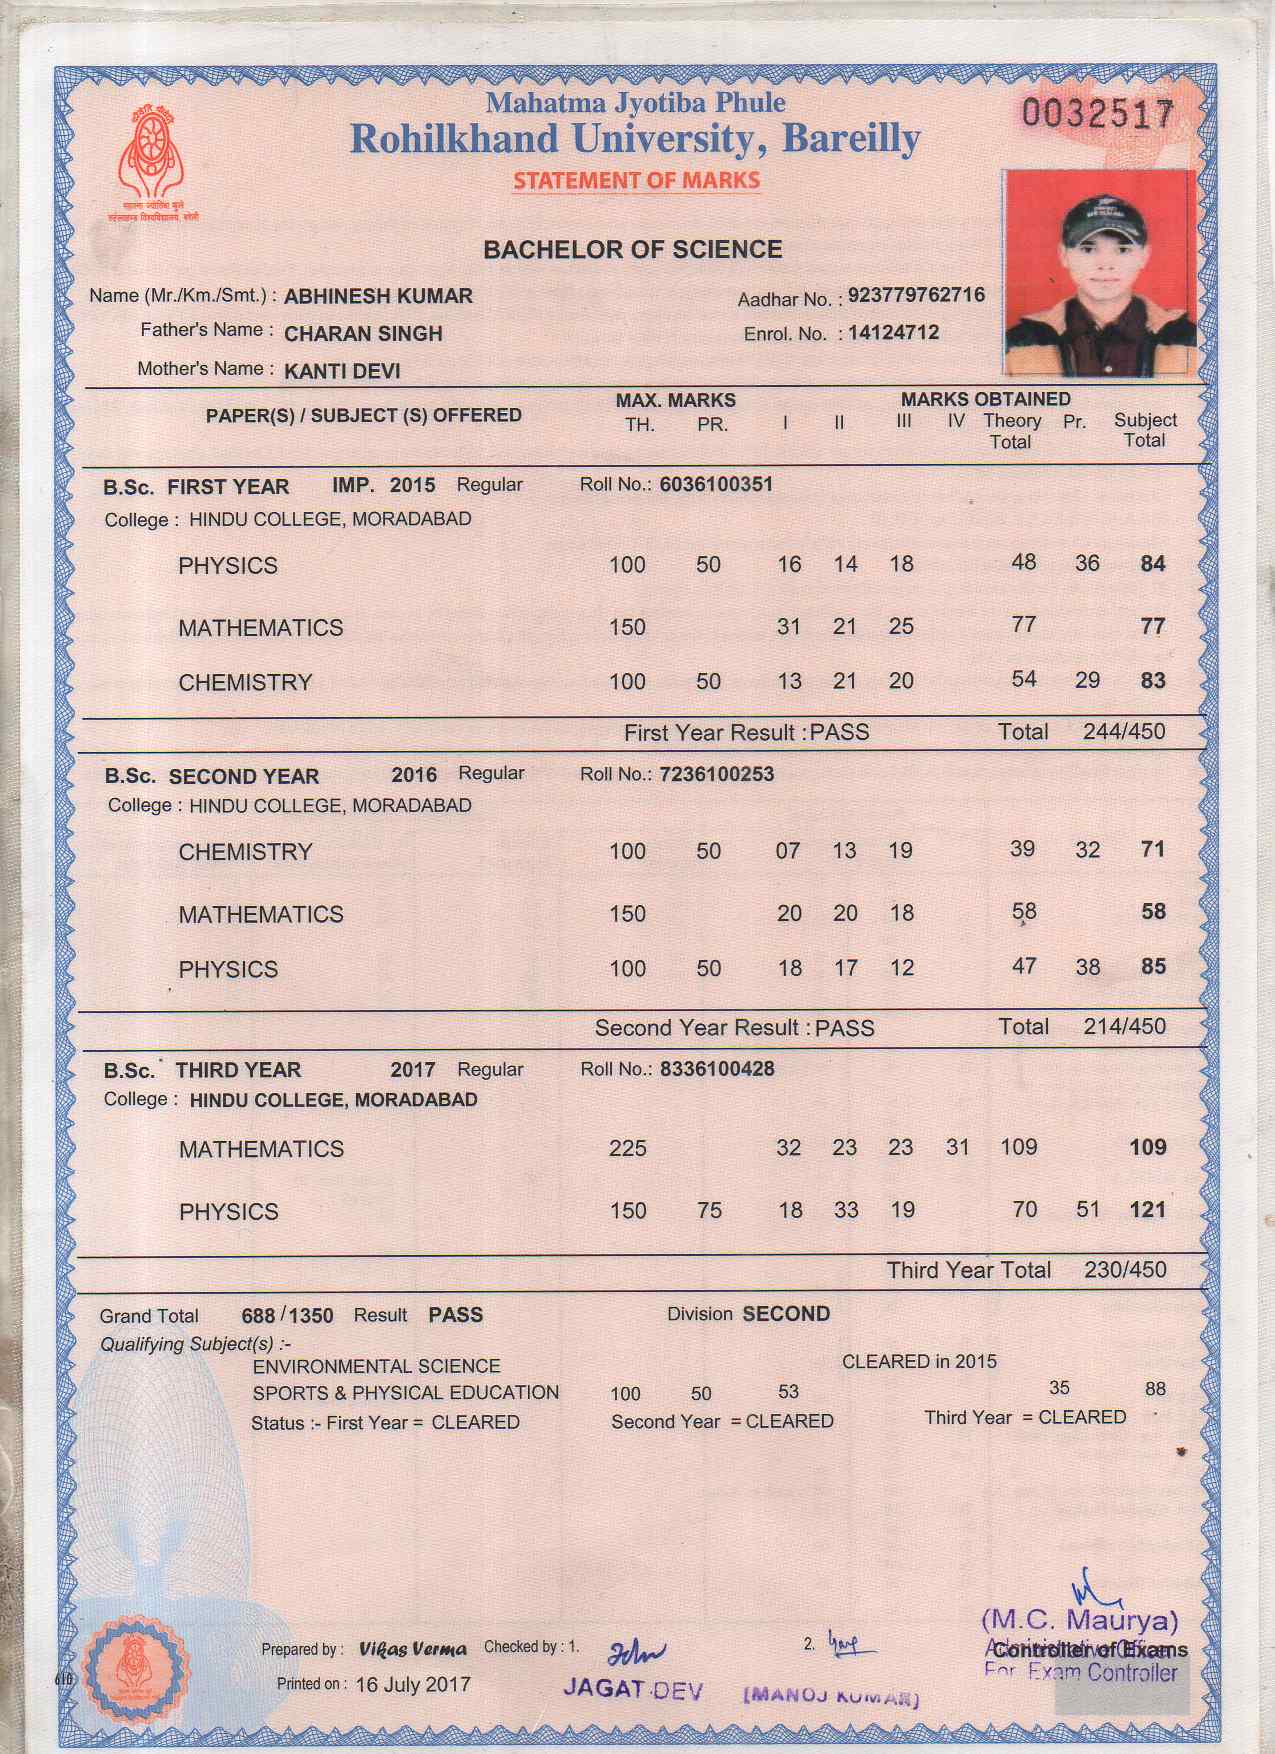 Mahatma Jyotiba Phule
0032517
Rohilkhand University, Bareilly
STATEMENT OF MARKS
महात्मा ज्योतिबा फुले
रुहेलखण्ड विश्वविद्यालय, बरेली
BACHELOR OF SCIENCE
Name (Mr./Km./Smt.) : ABHINESH KUMAR Aadhar No. : 923779762716
Father's Name : CHARAN SINGH Enrol. No. : 14124712
Mother's Name : KANTI DEVI
PAPER(S) / SUBJECT (S) OFFERED MAX. MARKS MARKS OBTAINED
TH. PR. I II III IV Theory Total Pr. Subject Total
B.Sc. FIRST YEAR IMP. 2015 Regular Roll No.: 6036100351
College : HINDU COLLEGE, MORADABAD
PHYSICS 100 50 16 14 18 48 36 84
MATHEMATICS 150 31 21 25 77 77
CHEMISTRY 100 50 13 21 20 54 29 83
First Year Result : PASS Total 244/450
B.Sc. SECOND YEAR 2016 Regular Roll No.: 7236100253
College : HINDU COLLEGE, MORADABAD
CHEMISTRY 100 50 07 13 19 39 32 71
MATHEMATICS 150 20 20 18 58 58
PHYSICS 100 50 18 17 12 47 38 85
Second Year Result : PASS Total 214/450
B.Sc. THIRD YEAR 2017 Regular Roll No.: 8336100428
College : HINDU COLLEGE, MORADABAD
MATHEMATICS 225 32 23 23 31 109 109
PHYSICS 150 75 18 33 19 70 51 121
Third Year Total 230/450
Grand Total 688 / 1350 Result PASS Division SECOND
Qualifying Subject(s) :-
ENVIRONMENTAL SCIENCE CLEARED in 2015
SPORTS & PHYSICAL EDUCATION 100 50 53 35 88
Status :- First Year = CLEARED Second Year = CLEARED Third Year = CLEARED
(M.C. Maurya)
Administrative Officer
Controller of Exams
For Exam Controller
Prepared by : Vikas Verma Checked by : 1. 2.
Printed on : 16 July 2017 JAGAT DEV [MANOJ KUMAR]
610